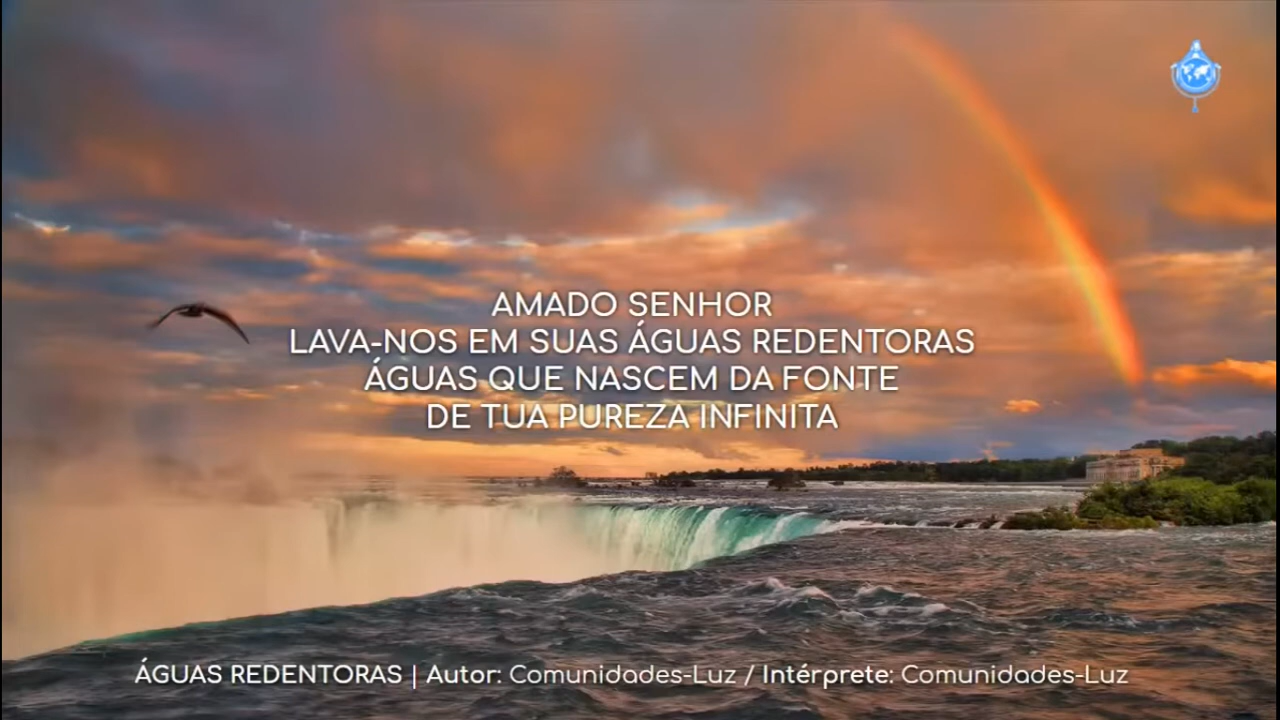 AMADO SENHOR
LAVA-NOS EM SUAS ÁGUAS REDENTORAS
ÁGUAS QUE NASCEM DA FONTE
DE TUA PUREZA INFINITA
ÁGUAS REDENTORAS | Autor: Comunidades-Luz / Intérprete: Comunidades-Luz